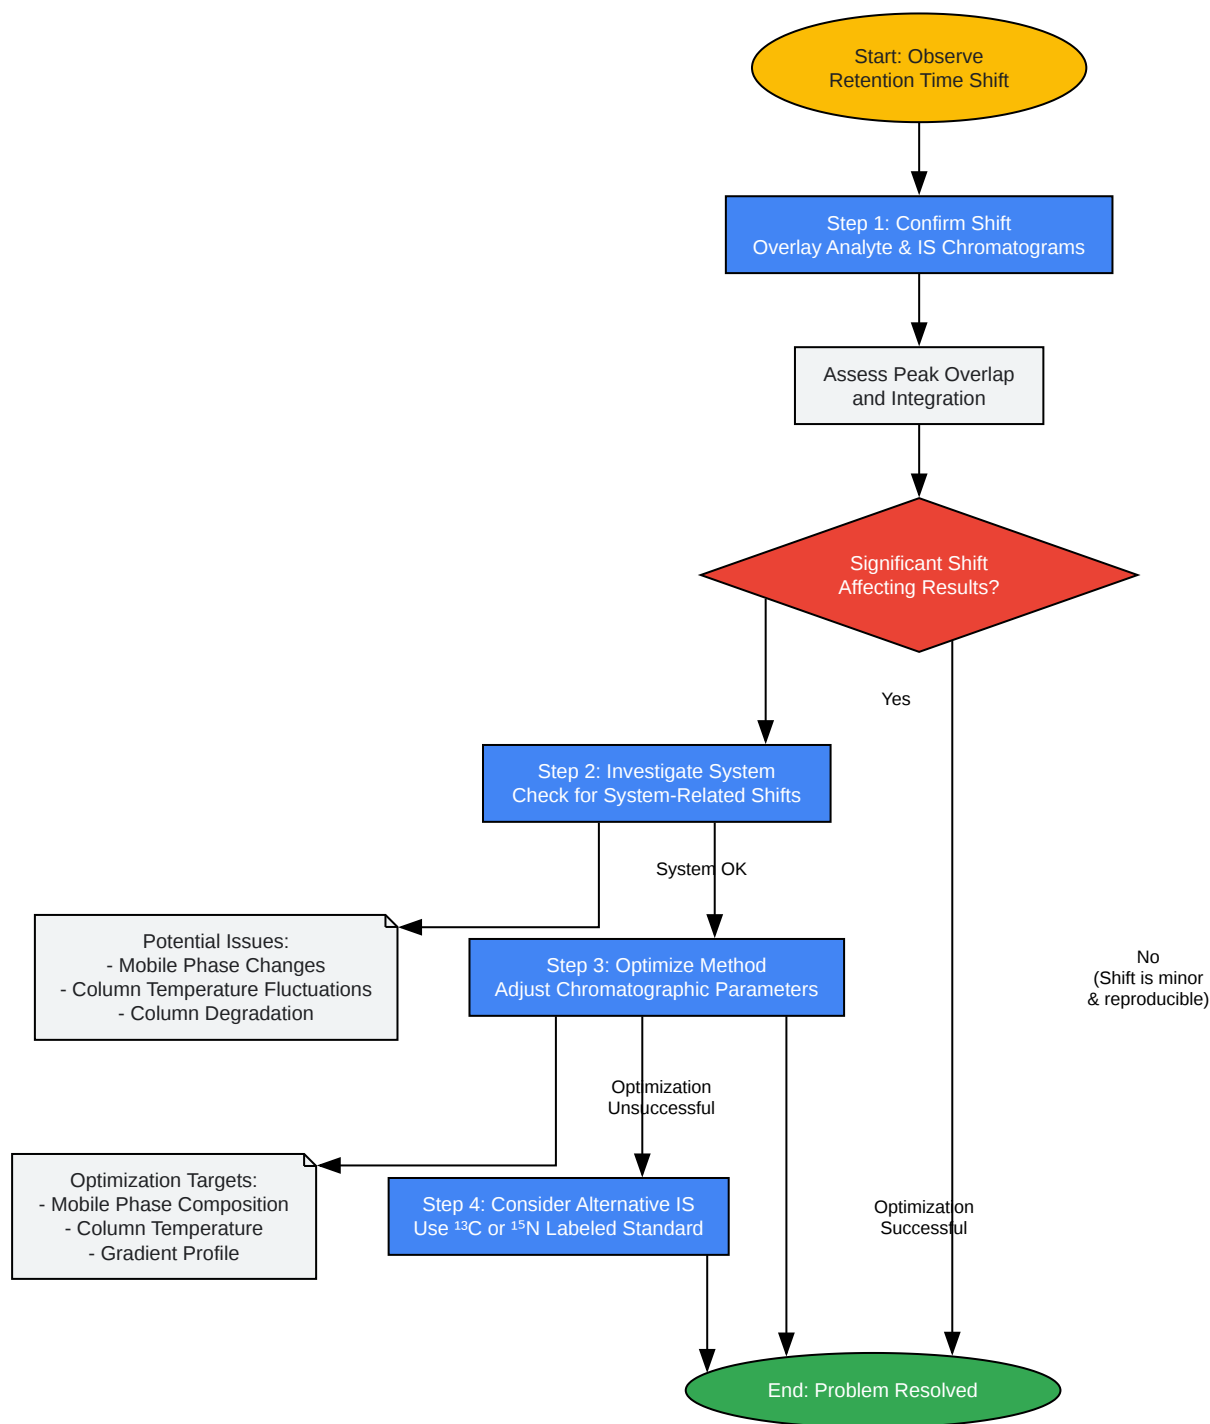 Start: Observe
Retention Time Shift
Step 1: Confirm Shift
Overlay Analyte & IS Chromatograms
Assess Peak Overlap
and Integration
Significant Shift
Affecting Results?
Yes
Step 2: Investigate System
Check for System-Related Shifts
System OK
Potential Issues:
- Mobile Phase Changes
- Column Temperature Fluctuations
- Column Degradation
Step 3: Optimize Method
Adjust Chromatographic Parameters
No
(Shift is minor
& reproducible)
Optimization
Unsuccessful
Optimization Targets:
- Mobile Phase Composition
- Column Temperature
- Gradient Profile
Step 4: Consider Alternative IS
Use ¹³C or ¹⁵N Labeled Standard
Optimization
Successful
End: Problem Resolved